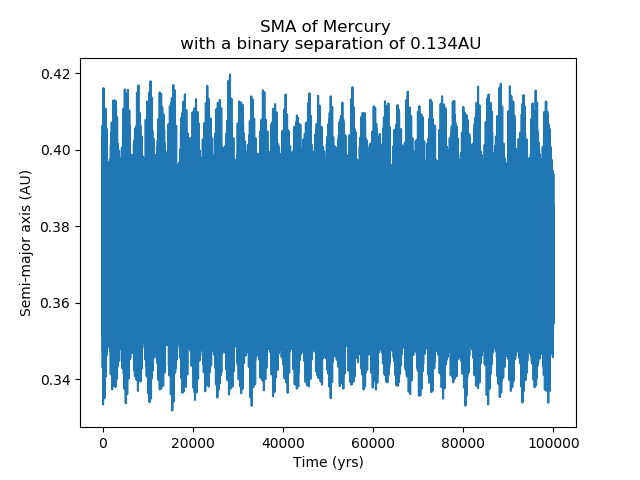 SMA of Mercury
with a binary separation of 0.134AU
0.42
0.40
0.38
0.36
0.34
Semi-major axis (AU)
0 20000 40000 60000 80000 100000
Time (yrs)